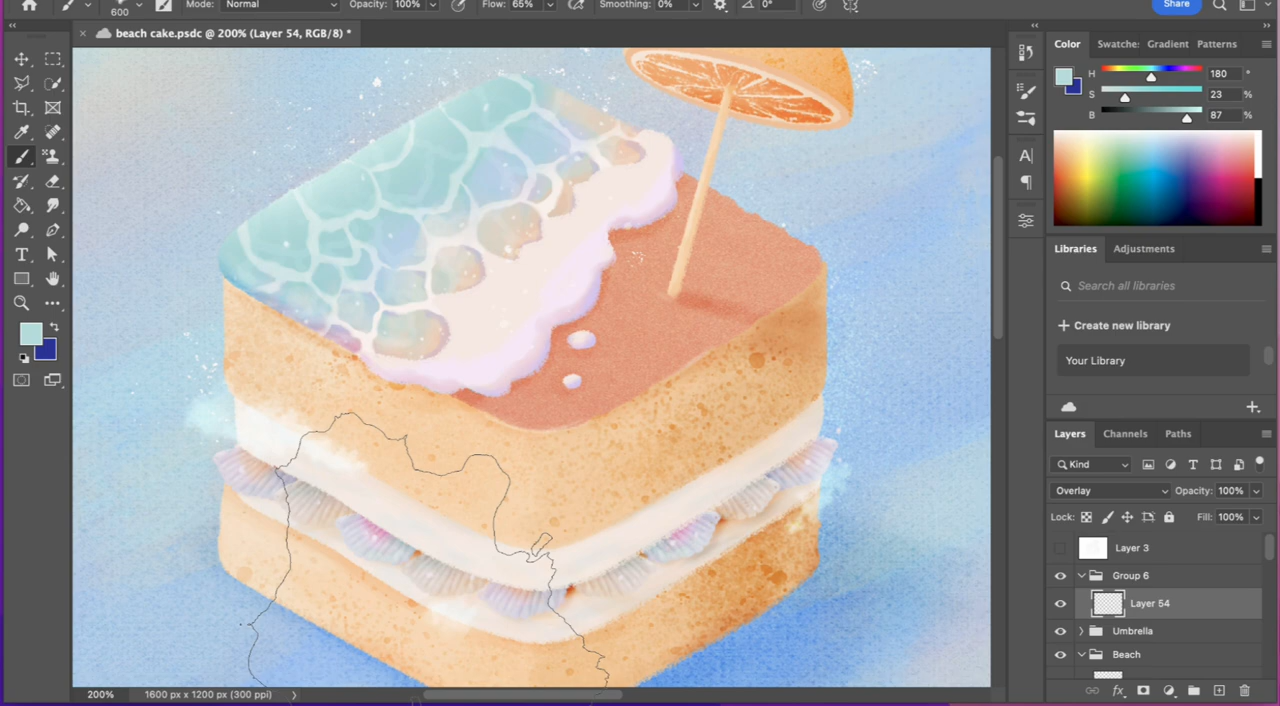 600
Mode: Normal
Opacity: 100%
Flow: 65%
Smoothing: 0%
0°
Share
× beach cake.psdc @ 200% (Layer 54, RGB/8) *
Color Swatches Gradient Patterns
H 180 °
S 23 %
B 87 %
Libraries Adjustments
Search all libraries
+ Create new library
Your Library
Layers Channels Paths
Kind
Overlay Opacity: 100%
Lock: Fill: 100%
Layer 3
Group 6
Layer 54
Umbrella
Beach
200% 1600 px x 1200 px (300 ppi)